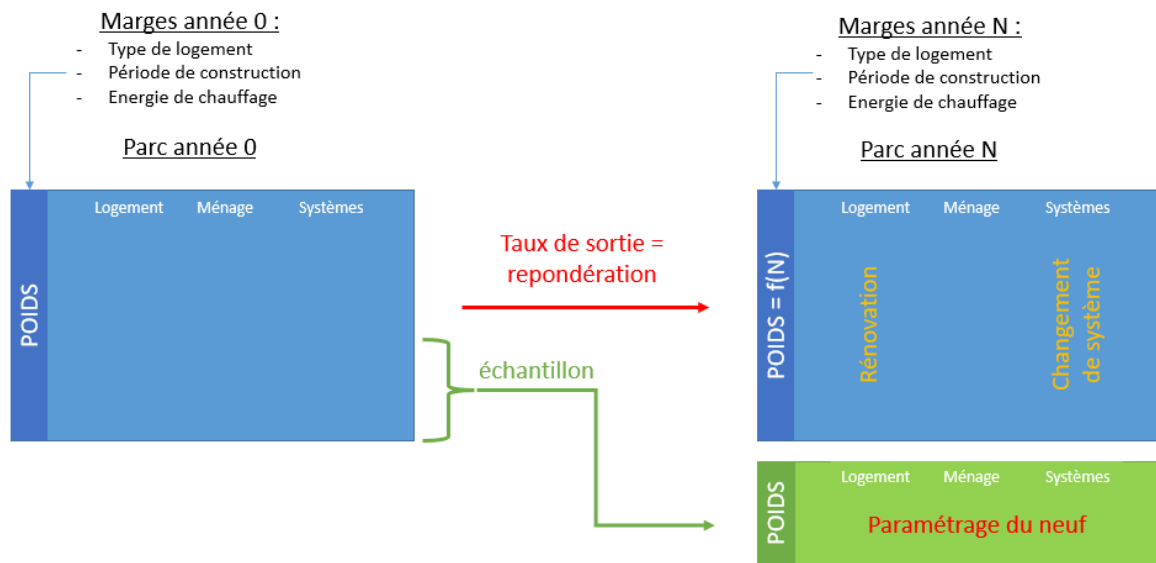 Marges année 0 :
- Type de logement
- Période de construction
- Energie de chauffage
Parc année 0
POIDS
Logement Ménage Systèmes
Taux de sortie =
repondération
échantillon
Marges année N :
- Type de logement
- Période de construction
- Energie de chauffage
Parc année N
POIDS = f(N)
Logement Ménage Systèmes
Rénovation
Changement
de système
POIDS
Logement Ménage Systèmes
Paramétrage du neuf